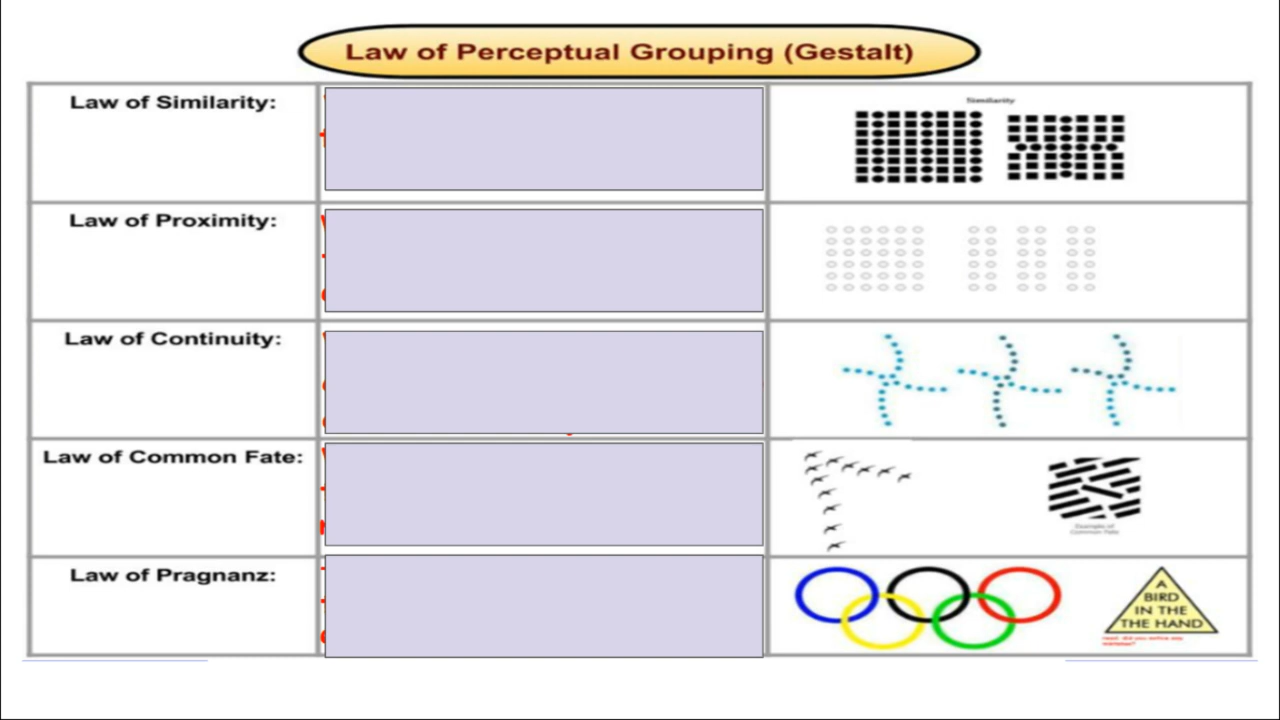 Law of Perceptual Grouping (Gestalt)
Law of Similarity:
Similarity
Law of Proximity:
Law of Continuity:
Law of Common Fate:
Example of
Common Fate
Law of Pragnanz:
A
BIRD
IN THE
THE HAND